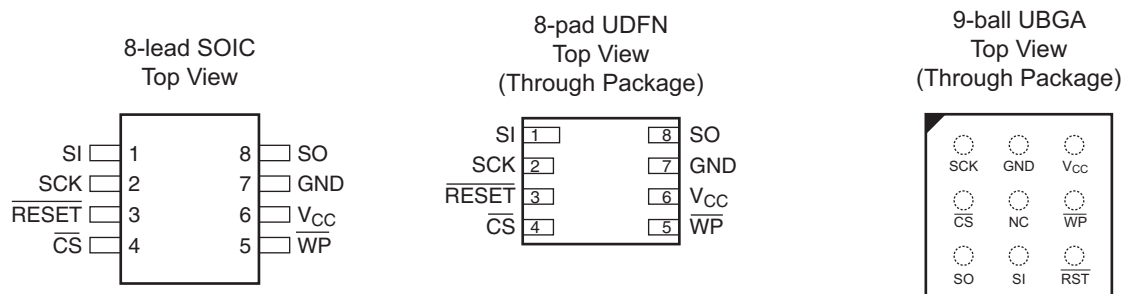 8-lead SOIC
Top View
SI 1 8 SO
SCK 2 7 GND
RESET 3 6 VCC
CS 4 5 WP
8-pad UDFN
Top View
(Through Package)
SI 1 8 SO
SCK 2 7 GND
RESET 3 6 VCC
CS 4 5 WP
9-ball UBGA
Top View
(Through Package)
SCK GND VCC
CS NC WP
SO SI RST